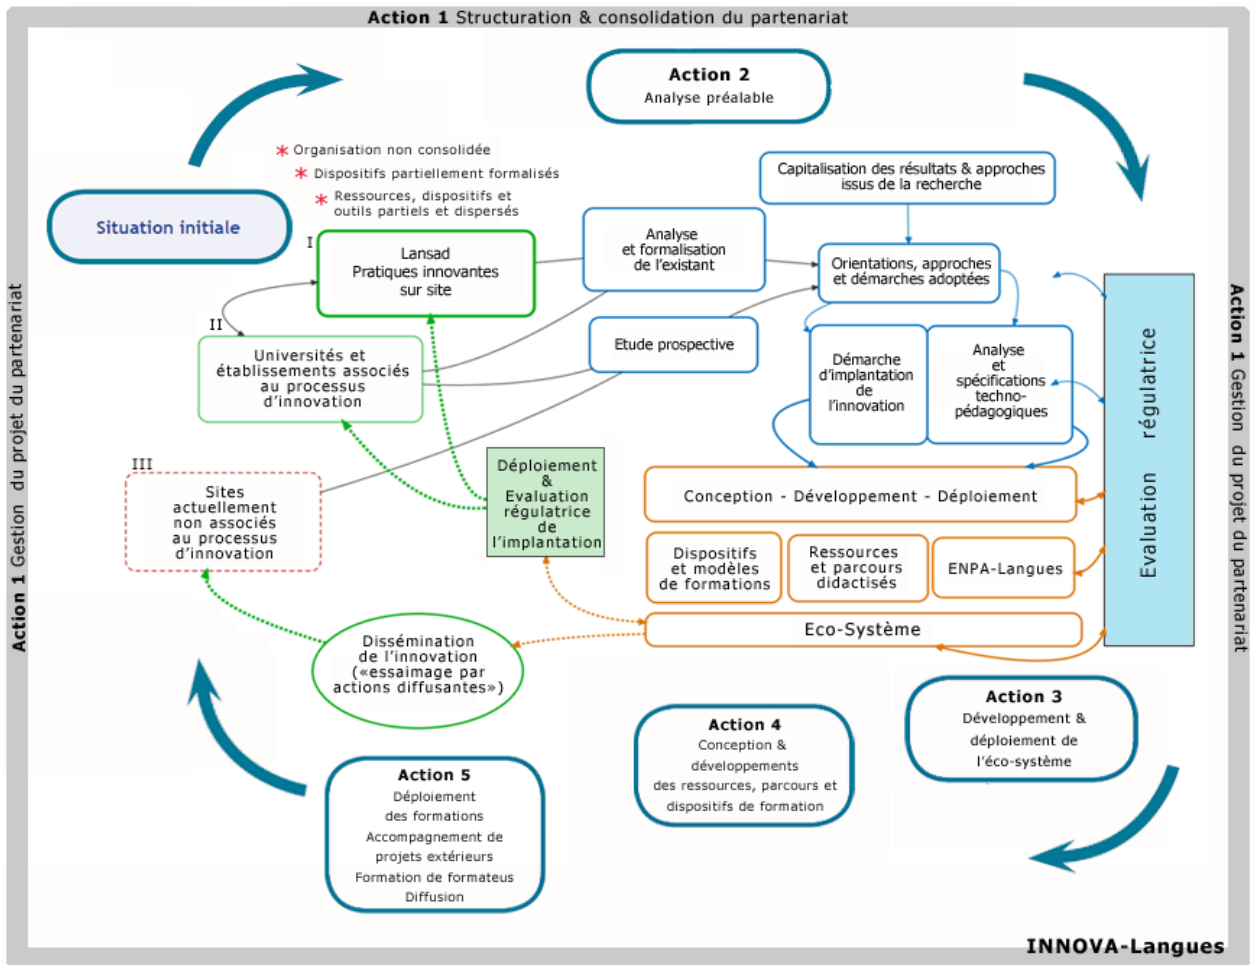 Action 1 Structuration & consolidation du partenariat
Action 2
Analyse préalable
* Organisation non consolidée
* Dispositifs partiellement formalisés
* Ressources, dispositifs et
outils partiels et dispersés
Capitalisation des résultats & approches
issus de la recherche
Situation initiale
I
Lansad
Pratiques innovantes
sur site
Analyse
et formalisation
de l'existant
Orientations, approches
et démarches adoptées
II
Universités et
établissements associés
au processus
d'innovation
Etude prospective
Démarche
d'implantation
de
l'innovation
Analyse
et
spécifications
techno-
pédagogiques
Evaluation régulatrice
III
Sites
actuellement
non associés
au processus
d'innovation
Déploiement
&
Evaluation
régulatrice
de
l'implantation
Conception - Développement - Déploiement
Dispositifs
et modèles
de formations
Ressources
et parcours
didactisés
ENPA-Langues
Eco-Système
Dissémination
de l'innovation
(«essaimage par
actions diffusantes»)
Action 3
Développement &
déploiement de
l'éco-système
Action 4
Conception &
développements
des ressources, parcours et
dispositifs de formation
Action 5
Déploiement
des formations
Accompagnement de
projets extérieurs
Formation de formateus
Diffusion
Action 1 Gestion du projet du partenariat
Action 1 Gestion du projet du partenariat
INNOVA-Langues